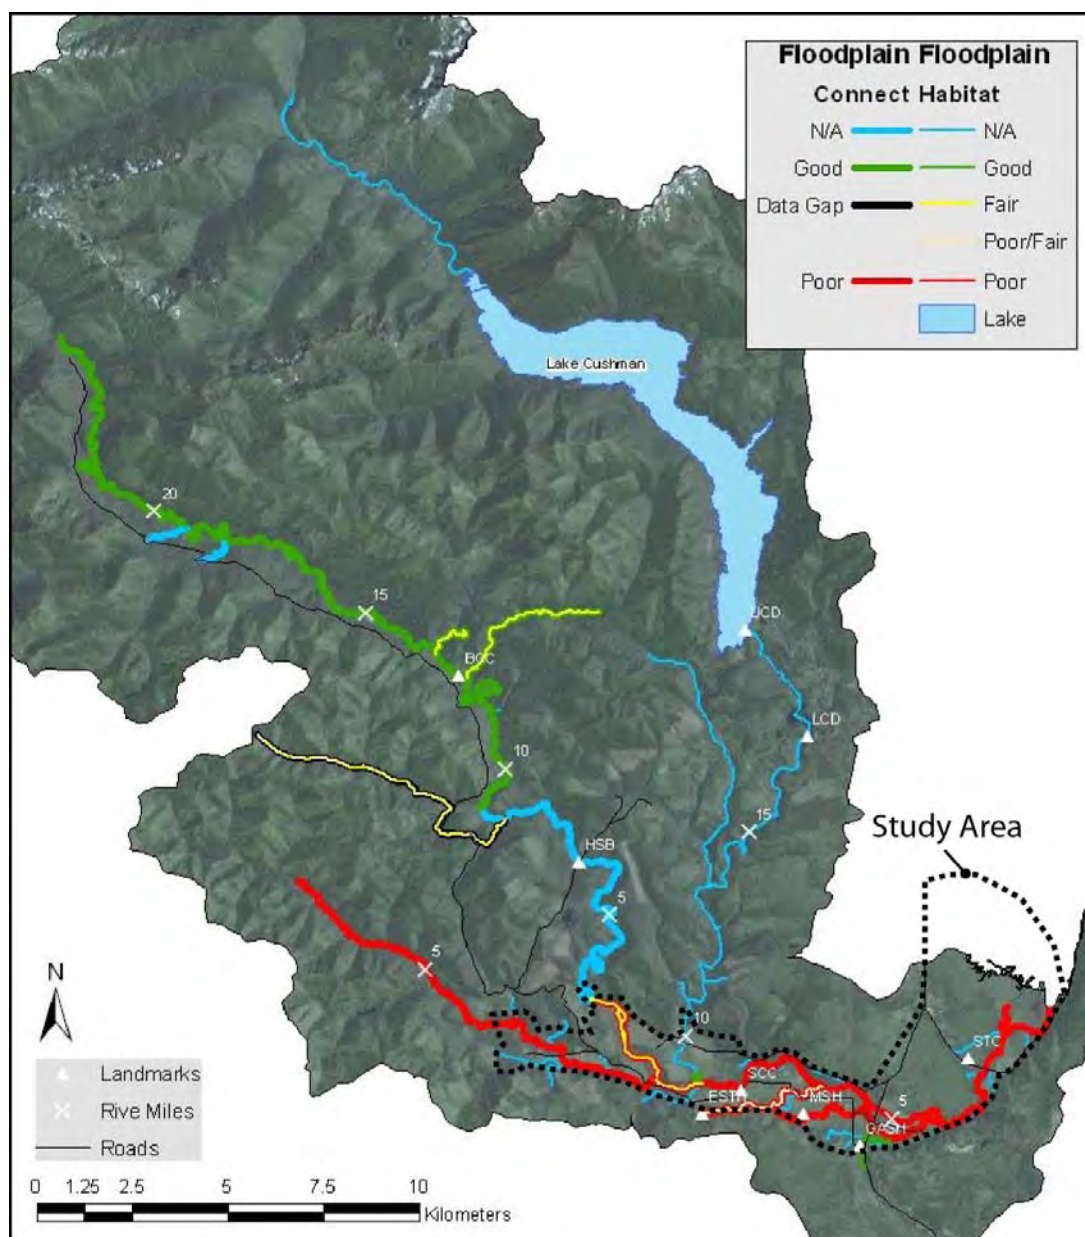 Floodplain Floodplain
Connect Habitat
N/A N/A
Good Good
Data Gap Fair
Poor/Fair
Poor Poor
Lake
Lake Cushman
20
15
UCD
BCC
LCD
10
15
Study Area
HSB
5
5
N
10
STC
SCC
ESTH MSH
5
GASH
Landmarks
Rive Miles
Roads
0 1.25 2.5 5 7.5 10
Kilometers